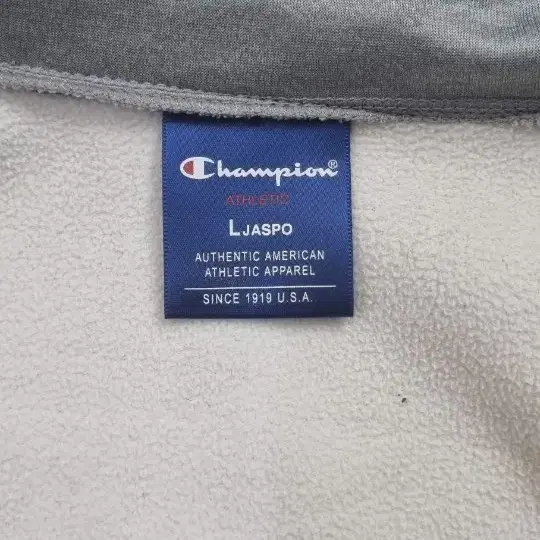 Champion®
ATHLETIC
L JASPO
AUTHENTIC AMERICAN
ATHLETIC APPAREL
SINCE 1919 U.S.A.